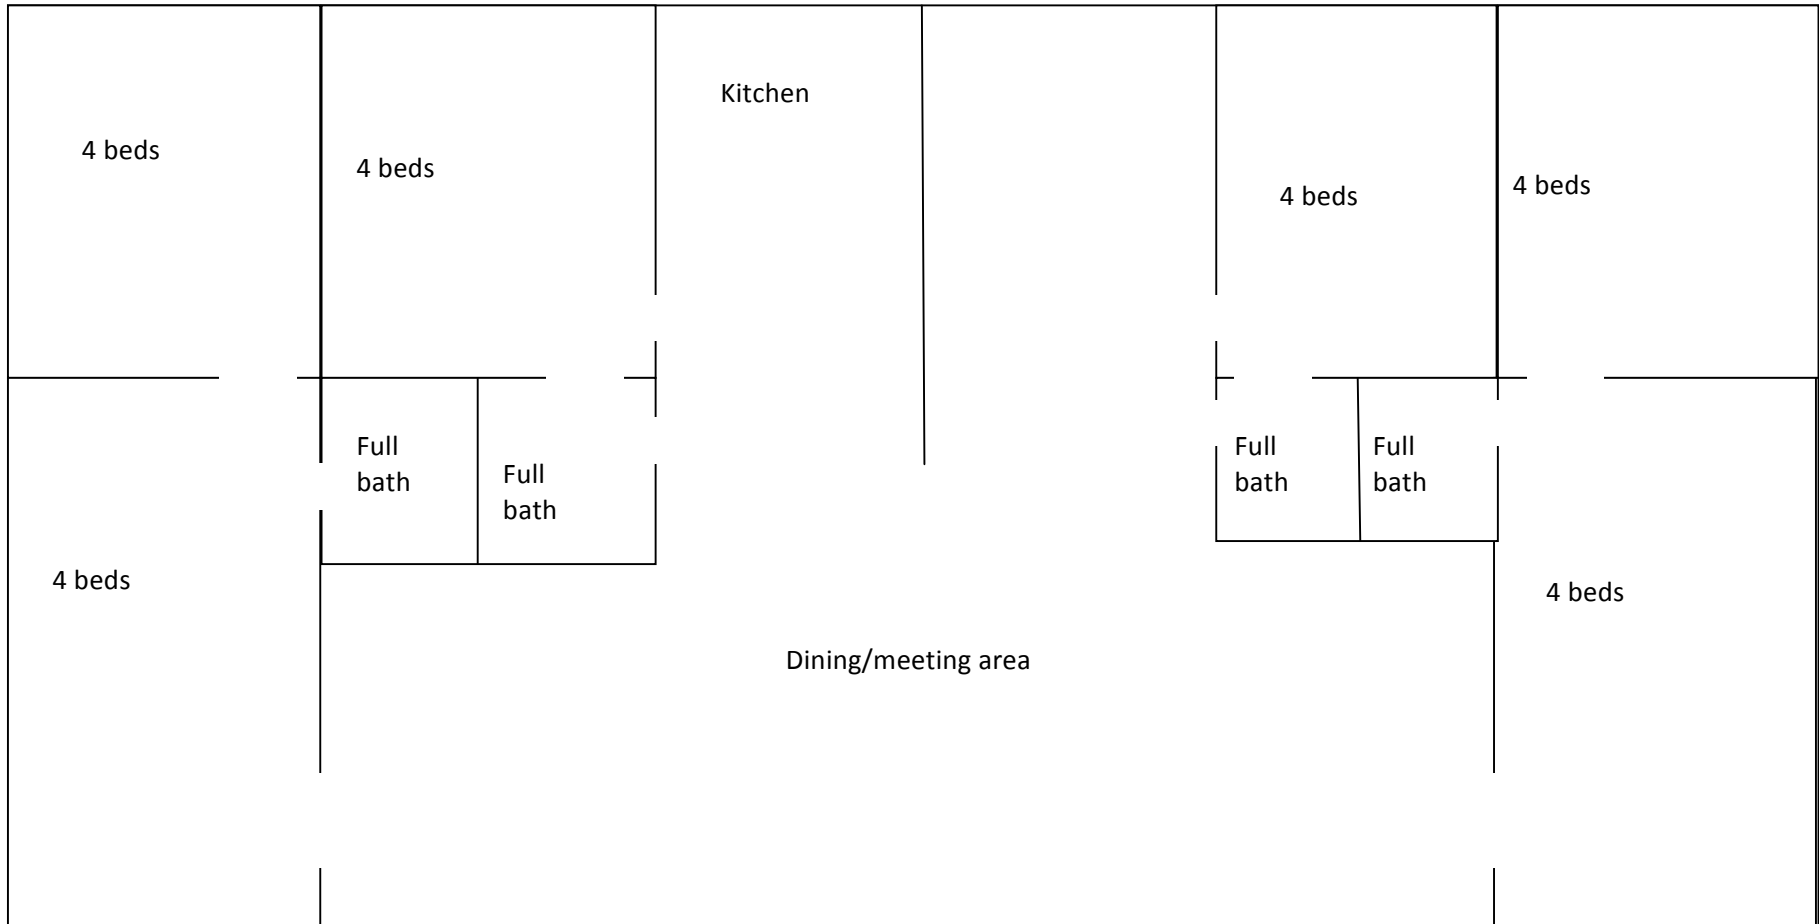 Kitchen
4 beds
4 beds
4 beds
4 beds
Full
bath
Full
bath
Full
bath
Full
bath
4 beds
4 beds
Dining/meeting area